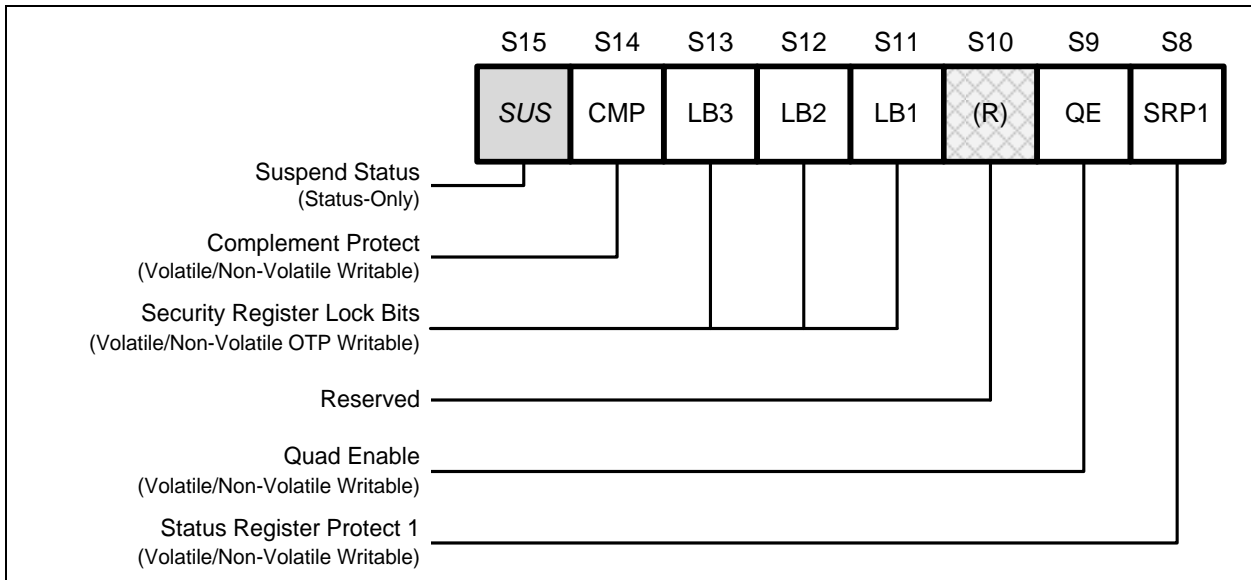 S15 S14 S13 S12 S11 S10 S9 S8
SUS CMP LB3 LB2 LB1 (R) QE SRP1
Suspend Status
(Status-Only)
Complement Protect
(Volatile/Non-Volatile Writable)
Security Register Lock Bits
(Volatile/Non-Volatile OTP Writable)
Reserved
Quad Enable
(Volatile/Non-Volatile Writable)
Status Register Protect 1
(Volatile/Non-Volatile Writable)